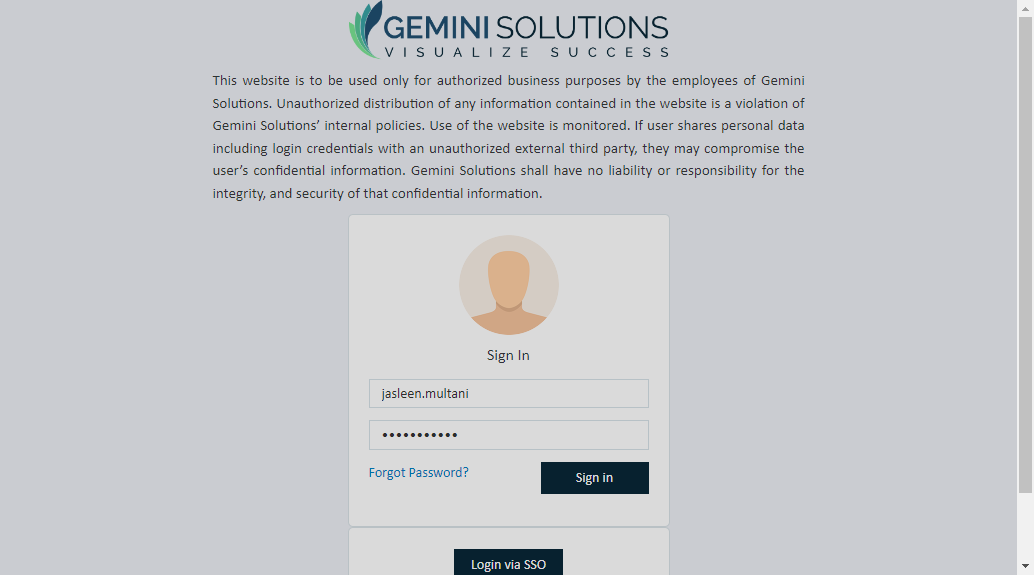 GEMINI SOLUTIONS
VISUALIZE SUCCESS
This website is to be used only for authorized business purposes by the employees of Gemini
Solutions. Unauthorized distribution of any information contained in the website is a violation of
Gemini Solutions’ internal policies. Use of the website is monitored. If user shares personal data
including login credentials with an unauthorized external third party, they may compromise the
user’s confidential information. Gemini Solutions shall have no liability or responsibility for the
integrity, and security of that confidential information.
Sign In
jasleen.multani
•••••••••••
Forgot Password?
Sign in
Login via SSO